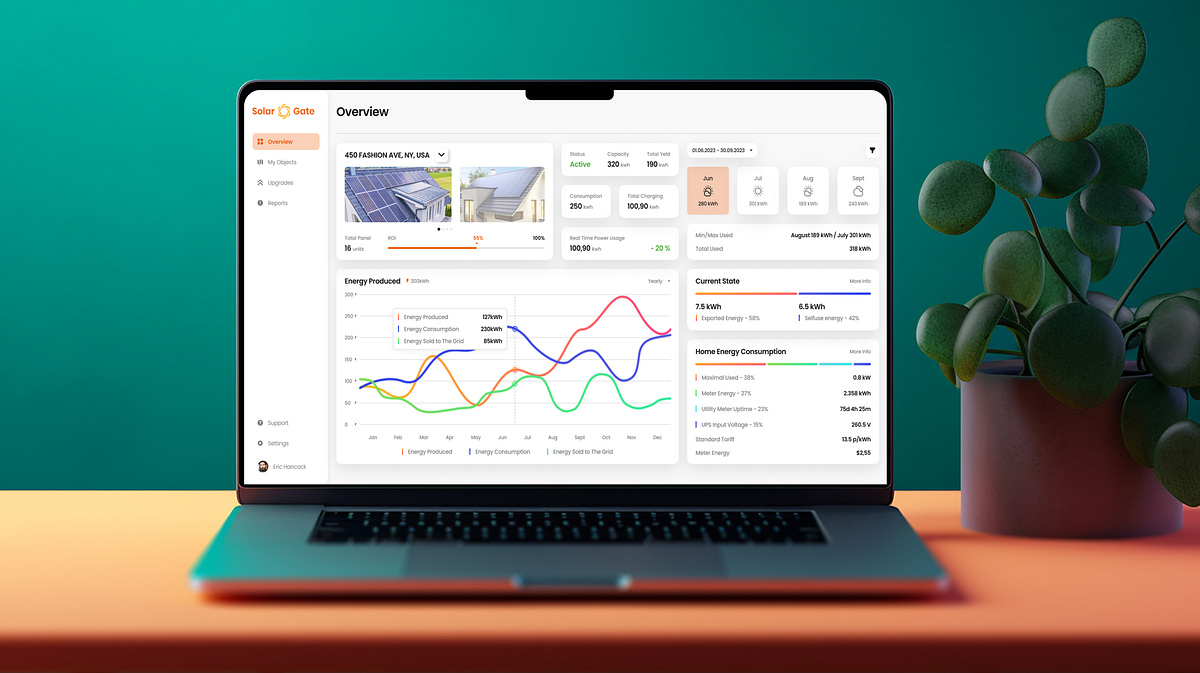 Solar Gate
Overview
My Objects
Upgrades
Reports
Support
Settings
Eric Hancock
Overview
450 FASHION AVE, NY, USA
Total Panel
16 units
ROI
55%
100%
Status
Active
Capacity
320 kWh
Total Yeld
190 kWh
Consumption
250 kWh
Total Charging
100,90 kWh
Real Time Power Usage
100,90 kWh
- 20 %
01.06.2023 - 30.09.2023
Jun
280 kWh
Jul
301 kWh
Aug
189 kWh
Sept
243 kWh
Min/Max Used
August 189 kWh / July 301 kWh
Total Used
318 kWh
Energy Produced
300kWh
Yearly
300
250
200
150
100
50
0
Energy Produced 127kWh
Energy Consumption 230kWh
Energy Sold to The Grid 85kWh
Jan Feb Mar Apr May Jun Jul Aug Sept Oct Nov Dec
Energy Produced Energy Consumption Energy Sold to The Grid
Current State
More Info
7.5 kWh
Exported Energy - 58%
6.5 kWh
Selfuse energy - 42%
Home Energy Consumption
More Info
Maximal Used - 38% 0.8 kW
Meter Energy - 27% 2.358 kWh
Utility Meter Uptime - 23% 75d 4h 25m
UPS Input Voltage - 15% 260.5 V
Standard Tariff 13.5 p/kWh
Meter Energy $2,55